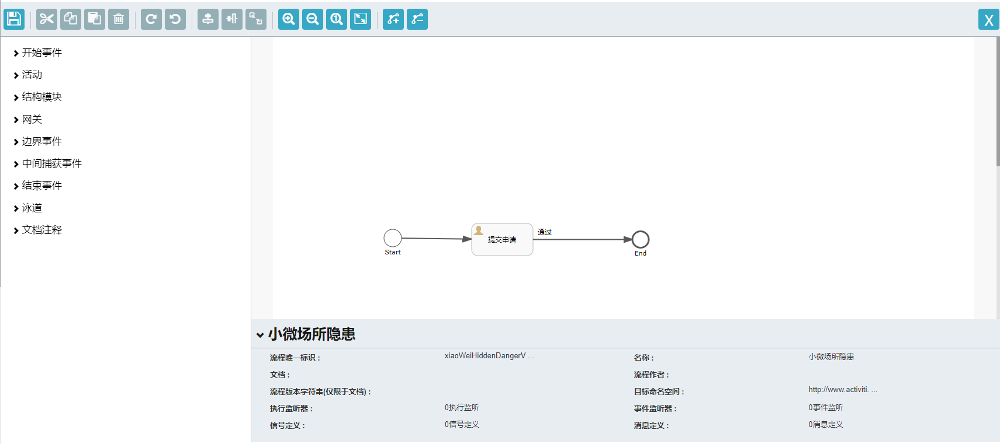 X
开始事件
活动
结构模块
网关
边界事件
中间捕获事件
结束事件
泳道
文档注释
Start
提交申请
通过
End
小微场所隐患
流程唯一标识 : xiaoWeiHiddenDangerV ... 名称 : 小微场所隐患
文档 : 流程作者 :
流程版本字符串(仅限于文档) : 目标命名空间 : http://www.activiti. ...
执行监听器 : 0执行监听 事件监听器 : 0事件监听
信号定义 : 0信号定义 消息定义 : 0消息定义